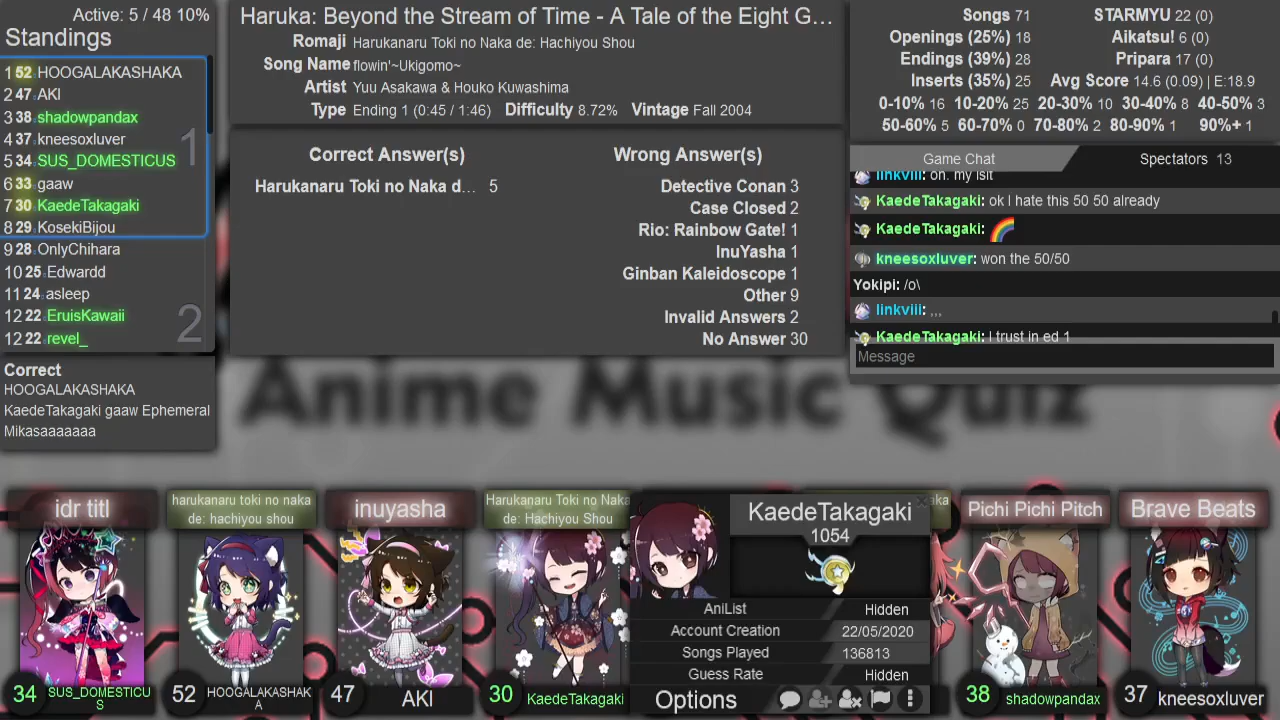 Active: 5 / 48 10%
Standings
1 52 HOOGALAKASHAKA
2 47 AKI
3 38 shadowpandax
4 37 kneesoxluver
5 34 SUS_DOMESTICUS
6 33 gaaw
7 30 KaedeTakagaki
8 29 KosekiBijou
1
9 28 OnlyChihara
10 25 Edwardd
11 24 asleep
12 22 EruisKawaii
12 22 revel_
2
Correct
HOOGALAKASHAKA
KaedeTakagaki gaaw Ephemeral
Mikasaaaaaaa
Haruka: Beyond the Stream of Time - A Tale of the Eight G...
Romaji Harukanaru Toki no Naka de: Hachiyou Shou
Song Name flowin'~Ukigomo~
Artist Yuu Asakawa & Houko Kuwashima
Type Ending 1 (0:45 / 1:46) Difficulty 8.72% Vintage Fall 2004
Correct Answer(s)
Harukanaru Toki no Naka d... 5
Wrong Answer(s)
Detective Conan 3
Case Closed 2
Rio: Rainbow Gate! 1
InuYasha 1
Ginban Kaleidoscope 1
Other 9
Invalid Answers 2
No Answer 30
Songs 71 STARMYU 22 (0)
Openings (25%) 18 Aikatsu! 6 (0)
Endings (39%) 28 Pripara 17 (0)
Inserts (35%) 25 Avg Score 14.6 (0.09) | E:18.9
0-10% 16 10-20% 25 20-30% 10 30-40% 8 40-50% 3
50-60% 5 60-70% 0 70-80% 2 80-90% 1 90%+ 1
Game Chat Spectators 13
linkviii: oh. my isit
KaedeTakagaki: ok I hate this 50 50 already
KaedeTakagaki:
kneesoxluver: won the 50/50
Yokipi: /o\
linkviii: ,..
KaedeTakagaki: I trust in ed 1
Message
Anime Music Quiz
idr titl
harukanaru toki no naka
de: hachiyou shou
inuyasha
Harukanaru Toki no Naka
de: Hachiyou Shou
Pichi Pichi Pitch
Brave Beats
KaedeTakagaki
1054
AniList Hidden
Account Creation 22/05/2020
Songs Played 136813
Guess Rate Hidden
Options
34 SUS_DOMESTICU
S
52 HOOGALAKASHAK
A
47 AKI
30 KaedeTakagaki
38 shadowpandax
37 kneesoxluver